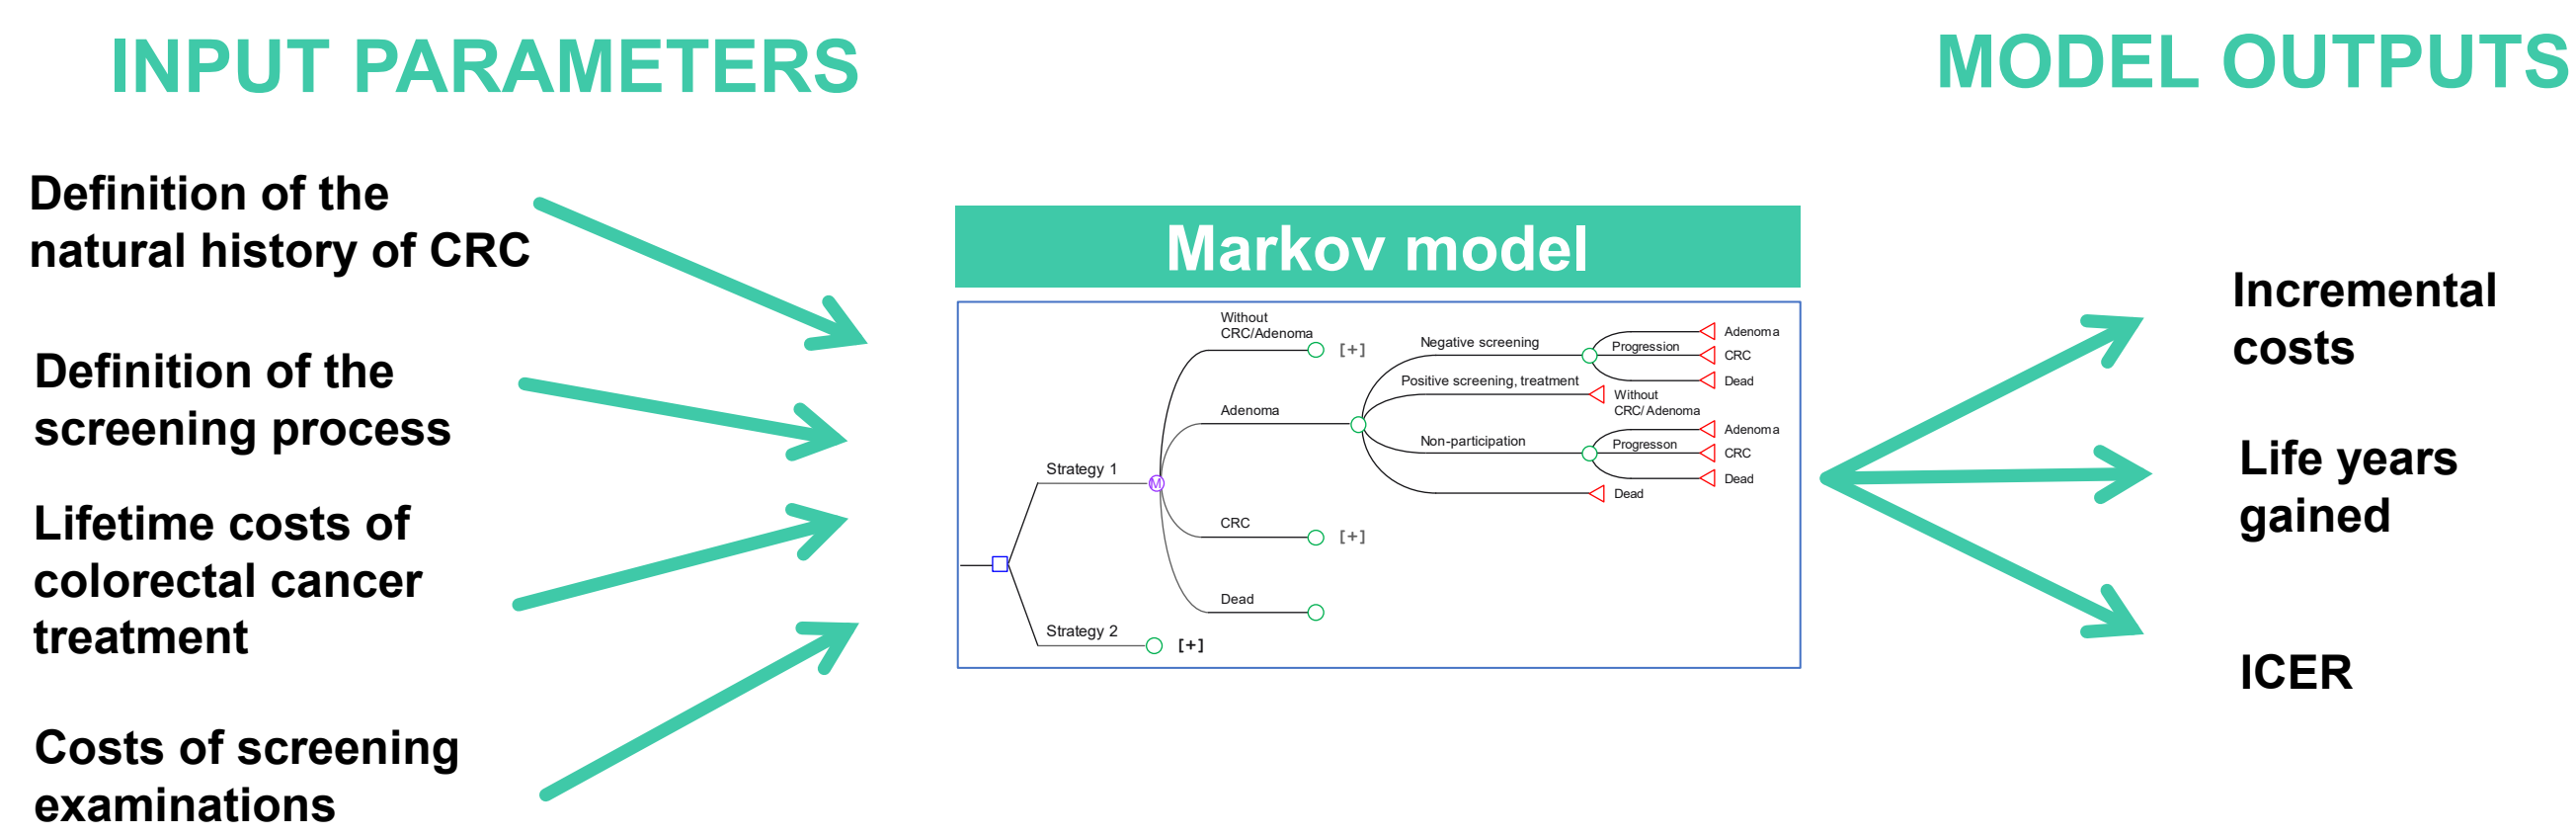 INPUT PARAMETERS
MODEL OUTPUTS
Definition of the
natural history of CRC
Definition of the
screening process
Lifetime costs of
colorectal cancer
treatment
Costs of screening
examinations
Markov model
Strategy 1
M
Without
CRC/Adenoma
[+]
Adenoma
Negative screening
Progression
Adenoma
CRC
Dead
Positive screening, treatment
Without
CRC/Adenoma
Non-participation
Progresson
Adenoma
CRC
Dead
Dead
CRC
[+]
Dead
Strategy 2
[+]
Incremental
costs
Life years
gained
ICER